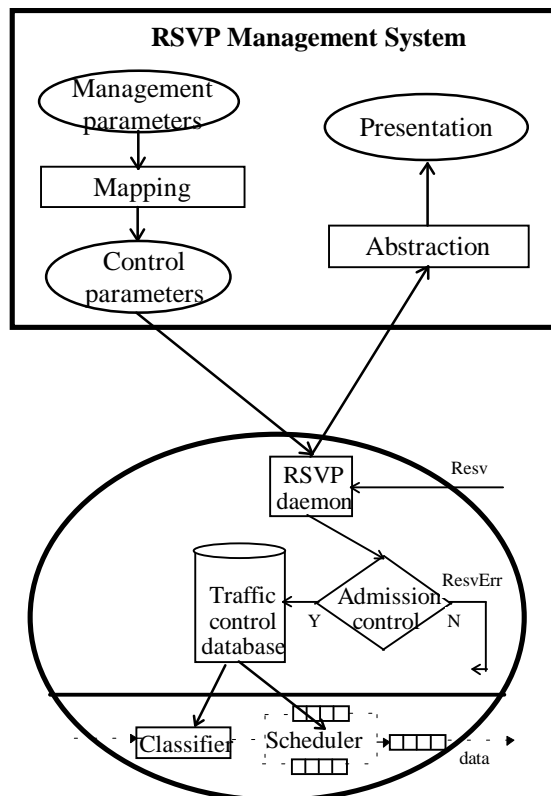 RSVP Management System
Management
parameters
Presentation
Mapping
Abstraction
Control
parameters
RSVP
daemon
Resv
Traffic
control
database
Admission
control
ResvErr
Y
N
Classifier
Scheduler
data